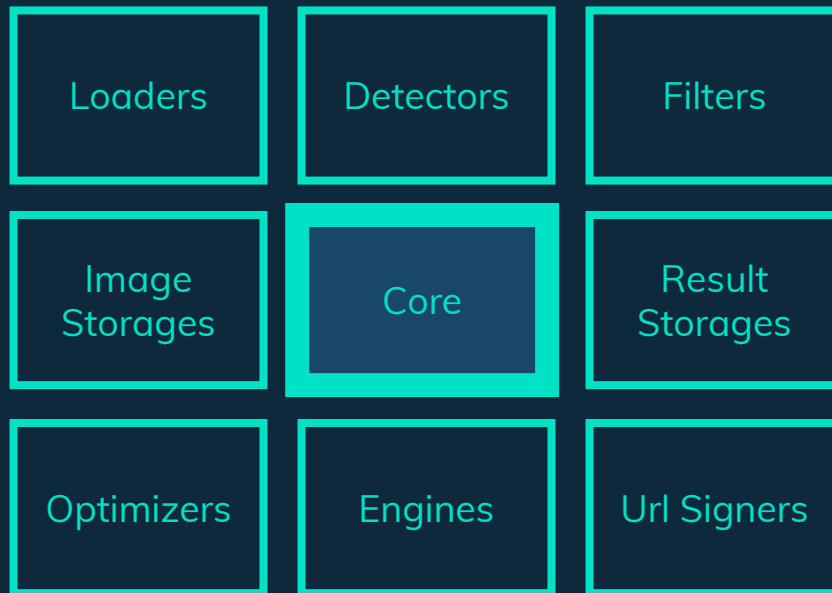 Loaders
Detectors
Filters
Image
Storages
Core
Result
Storages
Optimizers
Engines
Url Signers